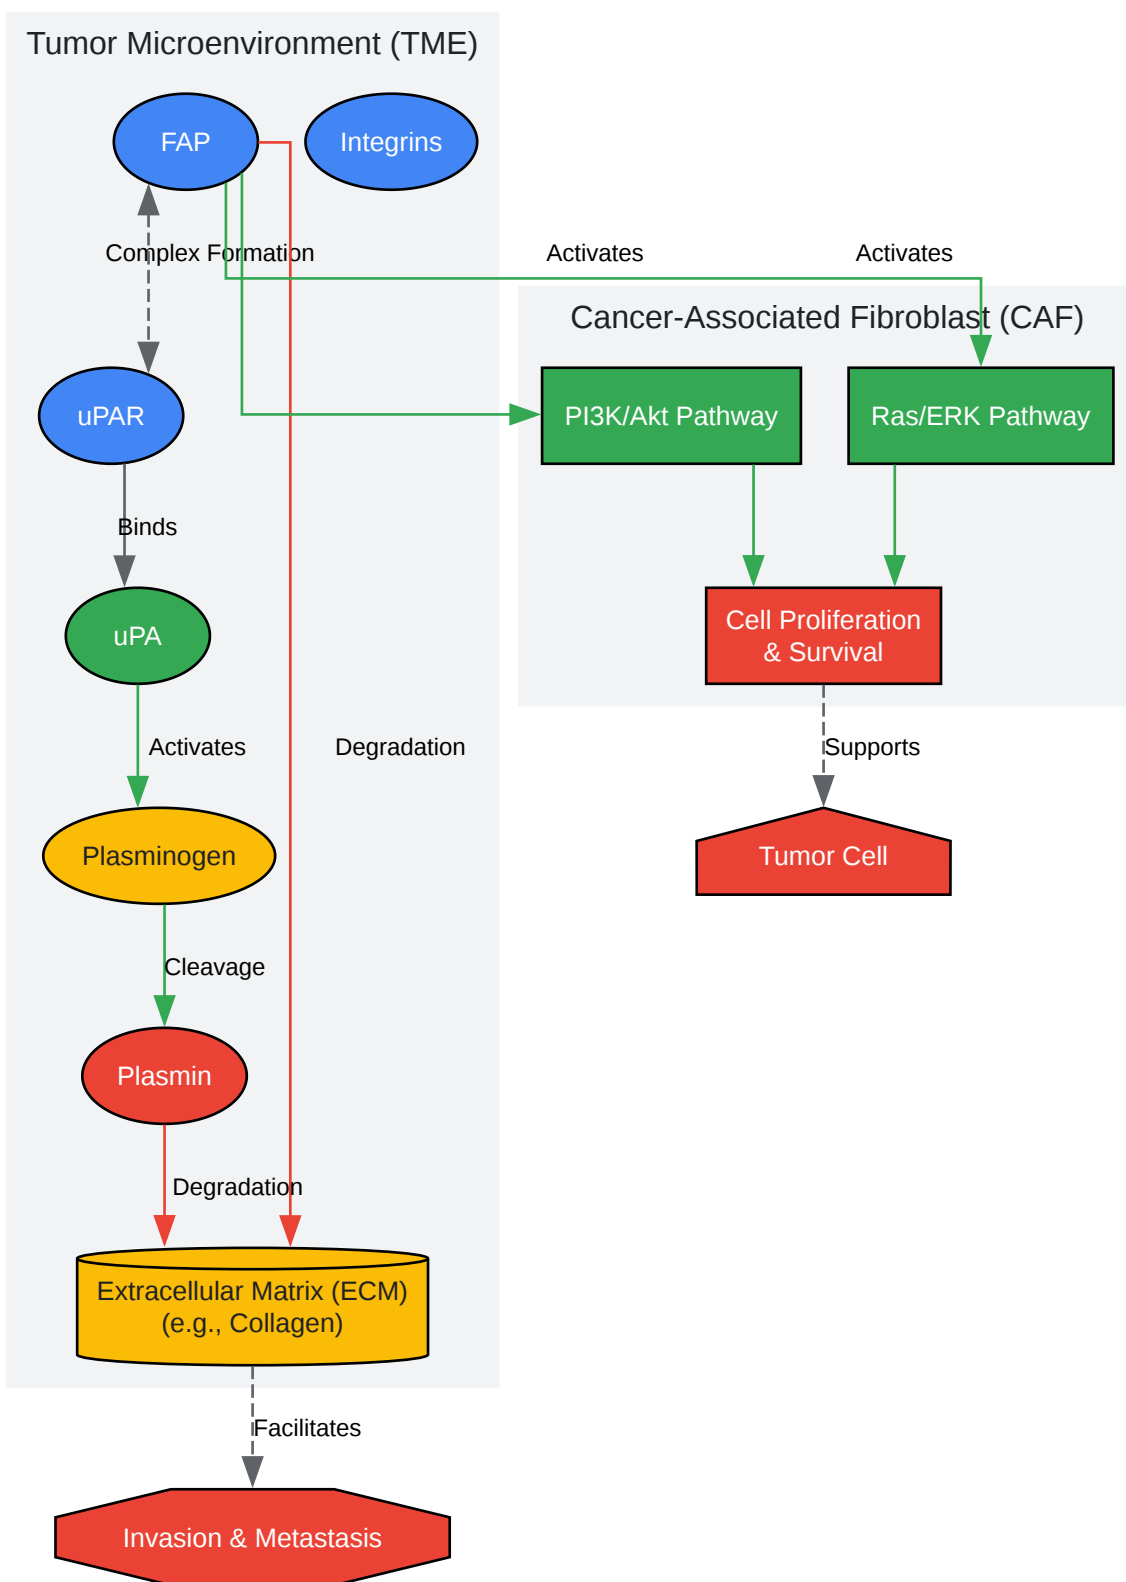 Tumor Microenvironment (TME)
FAP
Integrins
Complex Formation
Activates
Activates
Cancer-Associated Fibroblast (CAF)
uPAR
PI3K/Akt Pathway
Ras/ERK Pathway
Binds
uPA
Cell Proliferation
& Survival
Activates
Degradation
Supports
Plasminogen
Tumor Cell
Cleavage
Plasmin
Degradation
Extracellular Matrix (ECM)
(e.g., Collagen)
Facilitates
Invasion & Metastasis